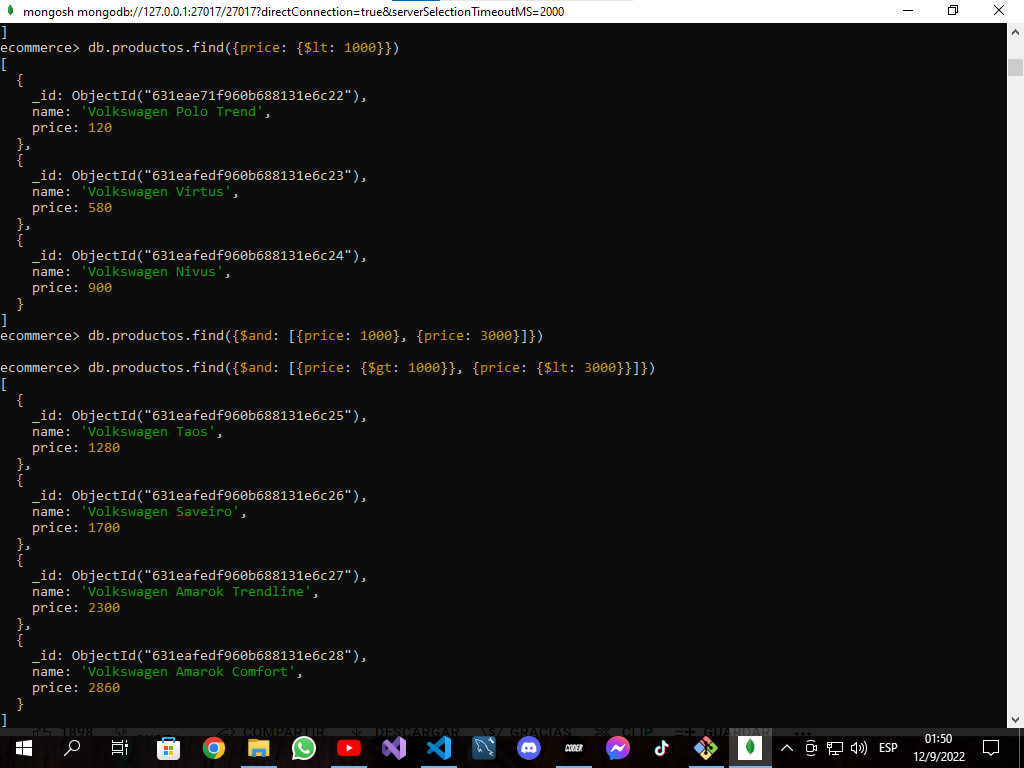 mongosh mongodb://127.0.0.1:27017/27017?directConnection=true&serverSelectionTimeoutMS=2000
]
ecommerce> db.productos.find({price: {$lt: 1000}})
[
  {
    _id: ObjectId("631eae71f960b688131e6c22"),
    name: 'Volkswagen Polo Trend',
    price: 120
  },
  {
    _id: ObjectId("631eafedf960b688131e6c23"),
    name: 'Volkswagen Virtus',
    price: 580
  },
  {
    _id: ObjectId("631eafedf960b688131e6c24"),
    name: 'Volkswagen Nivus',
    price: 900
  }
]
ecommerce> db.productos.find({$and: [{price: 1000}, {price: 3000}]})

ecommerce> db.productos.find({$and: [{price: {$gt: 1000}}, {price: {$lt: 3000}}]})
[
  {
    _id: ObjectId("631eafedf960b688131e6c25"),
    name: 'Volkswagen Taos',
    price: 1280
  },
  {
    _id: ObjectId("631eafedf960b688131e6c26"),
    name: 'Volkswagen Saveiro',
    price: 1700
  },
  {
    _id: ObjectId("631eafedf960b688131e6c27"),
    name: 'Volkswagen Amarok Trendline',
    price: 2300
  },
  {
    _id: ObjectId("631eafedf960b688131e6c28"),
    name: 'Volkswagen Amarok Comfort',
    price: 2860
  }
]
1898 COMPARTIR DESCARGAR GRACIAS CLIP GUARDAR
CODER
ESP
01:50
12/9/2022